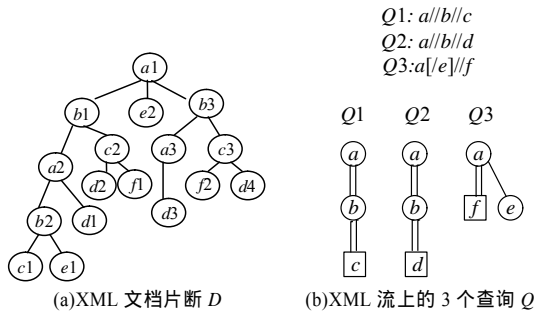 Q1: a//b//c
Q2: a//b//d
Q3:a[/e]//f
a1
b1
e2
b3
a2
c2
a3
c3
d2
f1
f2
d4
b2
d1
d3
c1
e1
(a)XML 文档片断 D
Q1 Q2 Q3
a a a
b b f e
c d
(b)XML 流上的 3 个查询 Q